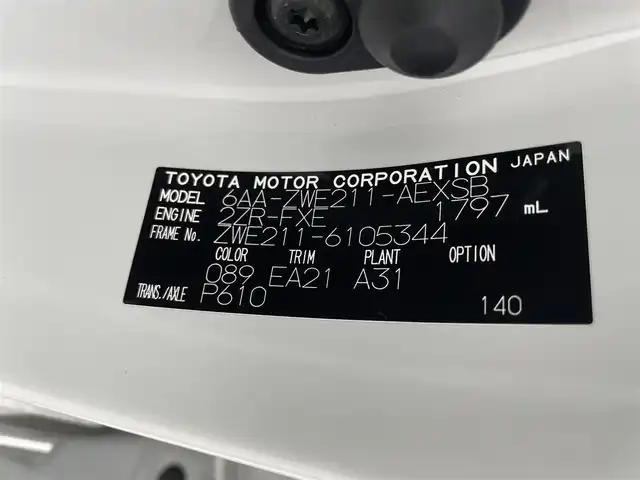 TOYOTA MOTOR CORPORATION JAPAN
MODEL 6AA-ZWE211-AEXSB
ENGINE 2ZR-FXE 1797 mL
FRAME No. ZWE211-6105344
COLOR TRIM PLANT OPTION
089 EA21 A31
TRANS./AXLE P610 140